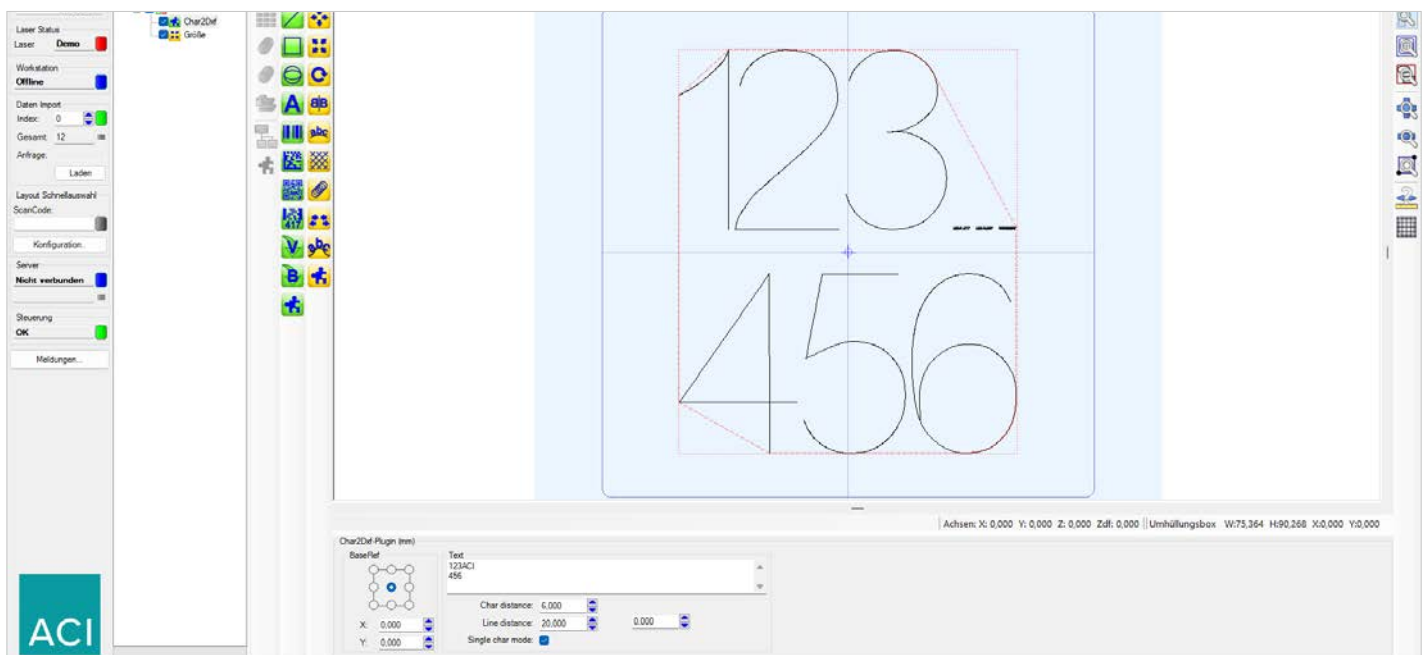 Char2Dxf
Größe
Laser Status
Laser Demo
Workstation
Offline
Daten Import
Index: 0
Gesamt: 12
Anfrage:
Laden
Layout Schnellauswahl
ScanCode:
Konfiguration...
Server
Nicht verbunden
Steuerung
OK
Meldungen...
ACI
A
a|B
abc
417
V
abc
B
123
456
Achsen: X: 0,000 Y: 0,000 Z: 0,000 Zdf: 0,000 Umhüllungsbox W:75,364 H:90,268 X:0,000 Y:0,000
Char2Dxf-Plugin (mm)
BaseRef
X: 0,000
Y: 0,000
Text
123ACI
456
Char distance: 6,000
Line distance: 20,000 0,000
Single char mode: